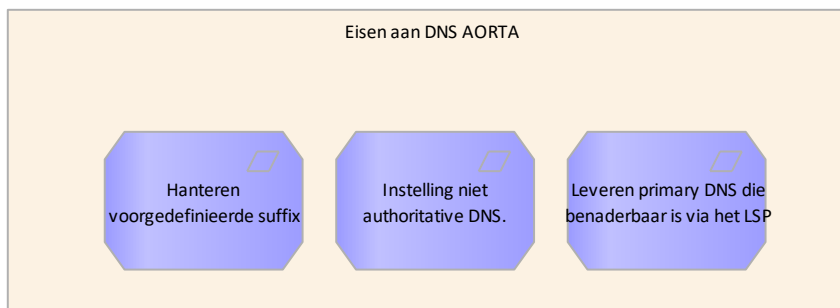 Eisen aan DNS AORTA
Hanteren
voorgedefinieerde suffix
Instelling niet
authoritative DNS.
Leveren primary DNS die
benaderbaar is via het LSP